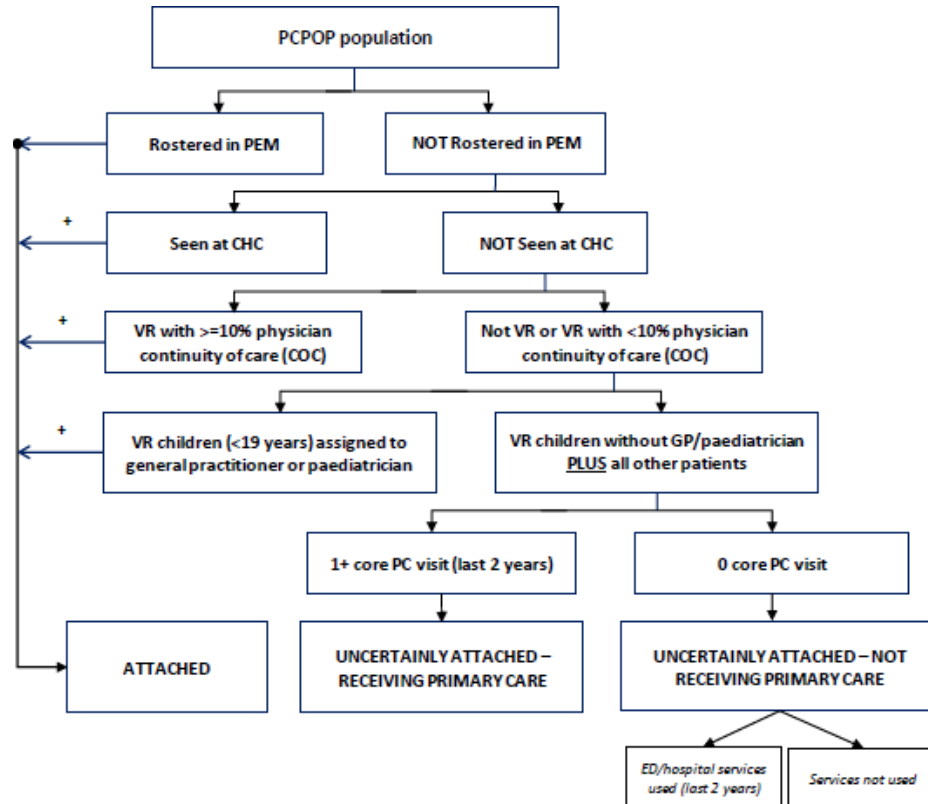 PCPOP population
Rostered in PEM
NOT Rostered in PEM
+
Seen at CHC
NOT Seen at CHC
+
VR with >=10% physician
continuity of care (COC)
Not VR or VR with <10% physician
continuity of care (COC)
+
VR children (<19 years) assigned to
general practitioner or paediatrician
VR children without GP/paediatrician
PLUS all other patients
1+ core PC visit (last 2 years)
0 core PC visit
ATTACHED
UNCERTAINLY ATTACHED –
RECEIVING PRIMARY CARE
UNCERTAINLY ATTACHED – NOT
RECEIVING PRIMARY CARE
ED/hospital services
used (last 2 years)
Services not used